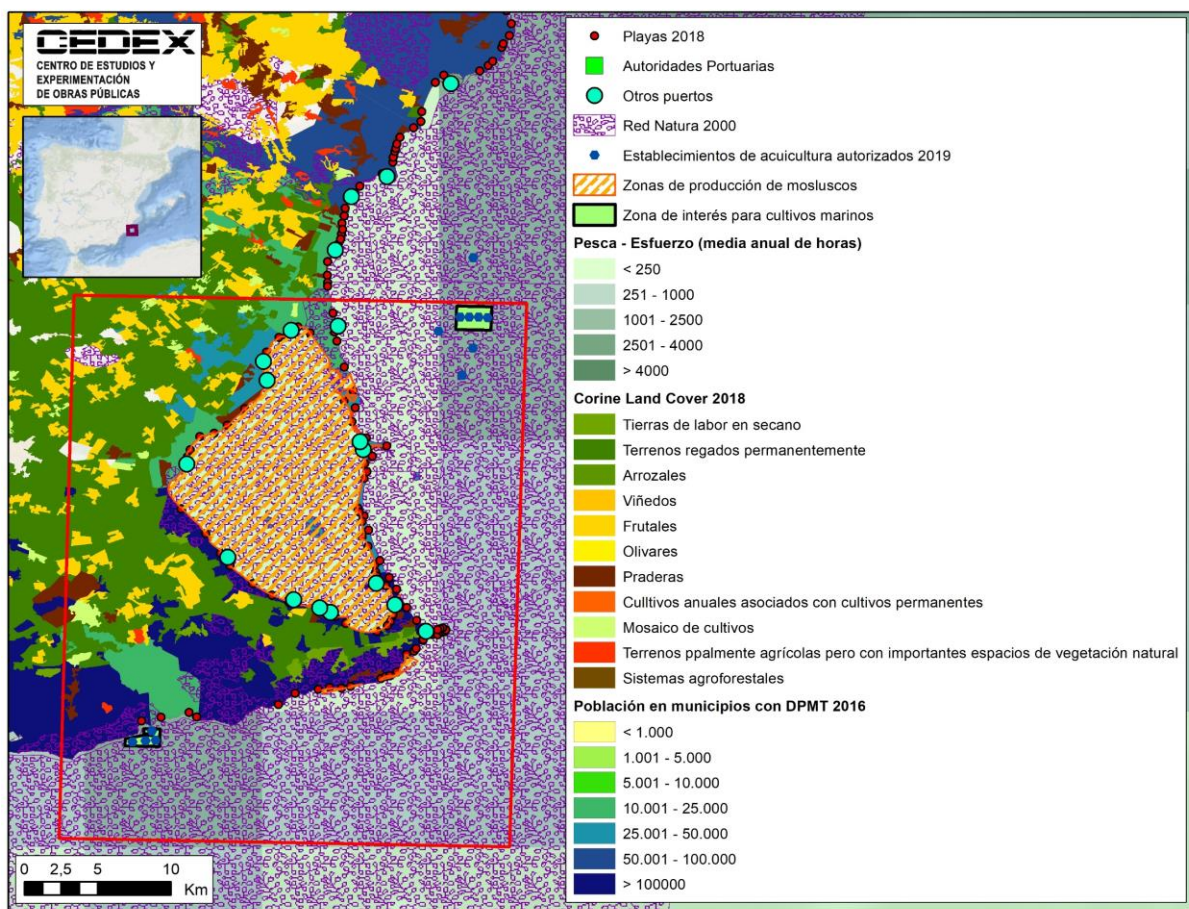 CEDEX
CENTRO DE ESTUDIOS Y
EXPERIMENTACIÓN
DE OBRAS PÚBLICAS
0 2,5 5 10
Km
Playas 2018
Autoridades Portuarias
Otros puertos
Red Natura 2000
Establecimientos de acuicultura autorizados 2019
Zonas de producción de mosluscos
Zona de interés para cultivos marinos
Pesca - Esfuerzo (media anual de horas)
< 250
251 - 1000
1001 - 2500
2501 - 4000
> 4000
Corine Land Cover 2018
Tierras de labor en secano
Terrenos regados permanentemente
Arrozales
Viñedos
Frutales
Olivares
Praderas
Culltivos anuales asociados con cultivos permanentes
Mosaico de cultivos
Terrenos ppalmente agrícolas pero con importantes espacios de vegetación natural
Sistemas agroforestales
Población en municipios con DPMT 2016
< 1.000
1.001 - 5.000
5.001 - 10.000
10.001 - 25.000
25.001 - 50.000
50.001 - 100.000
> 100000